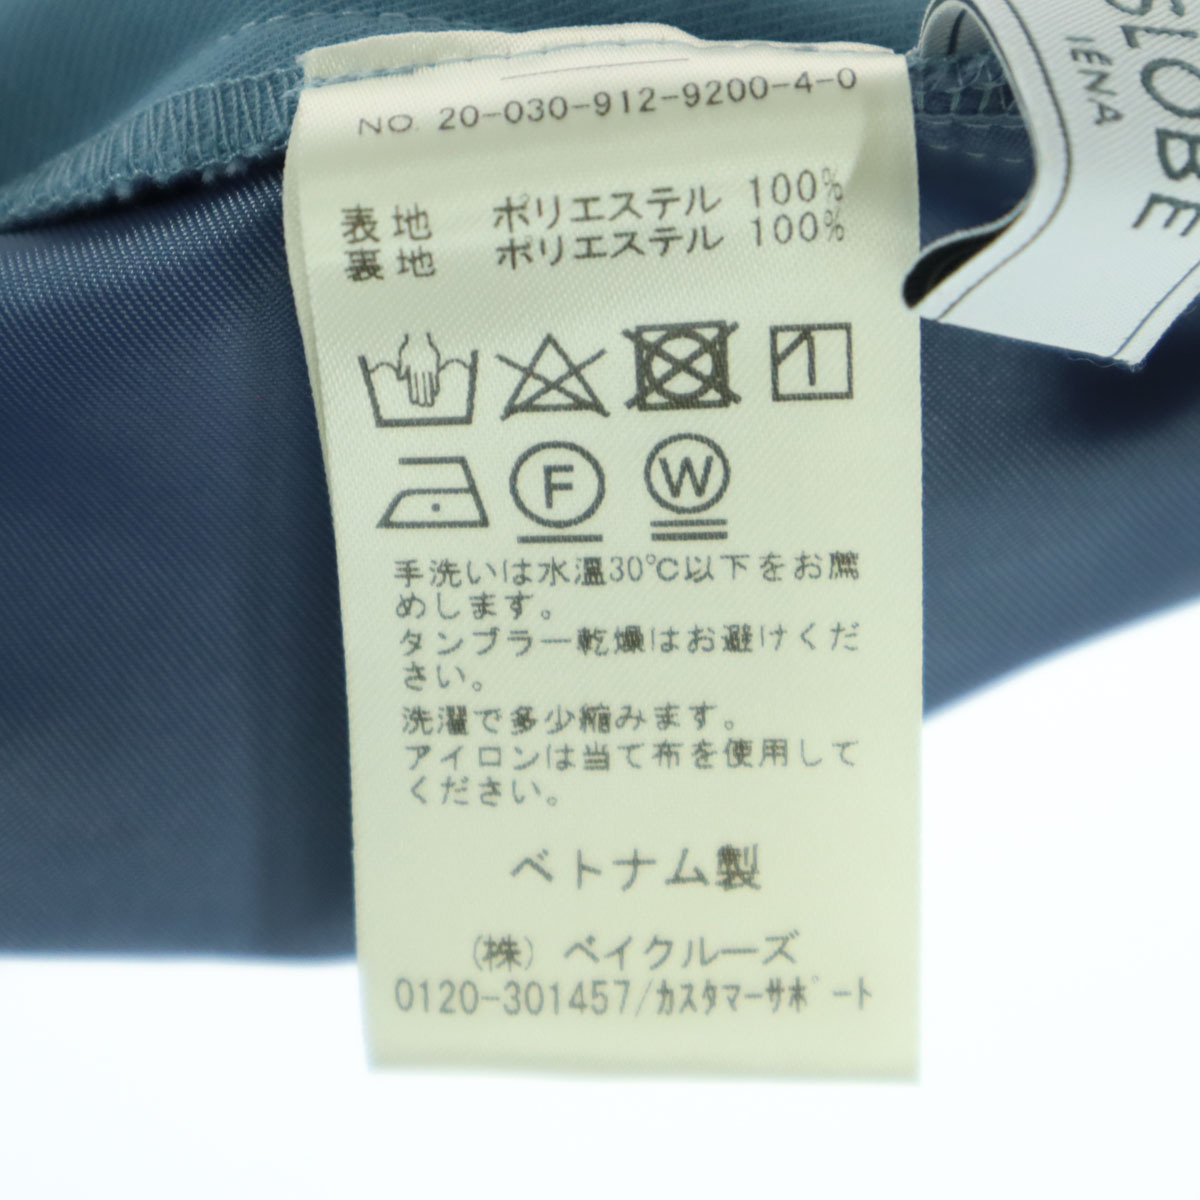 NO. 20-030-912-9200-4-0
表地 ポリエステル 100%
裏地 ポリエステル 100%
F
W
手洗いは水温30℃以下をお薦
めします。
タンブラー乾燥はお避けくだ
さい。
洗濯で多少縮みます。
アイロンは当て布を使用して
ください。
ベトナム製
(株) ベイクルーズ
0120-301457/ｶｽﾀﾏｰｻﾎﾟｰﾄ
SLOBE
IÉNA